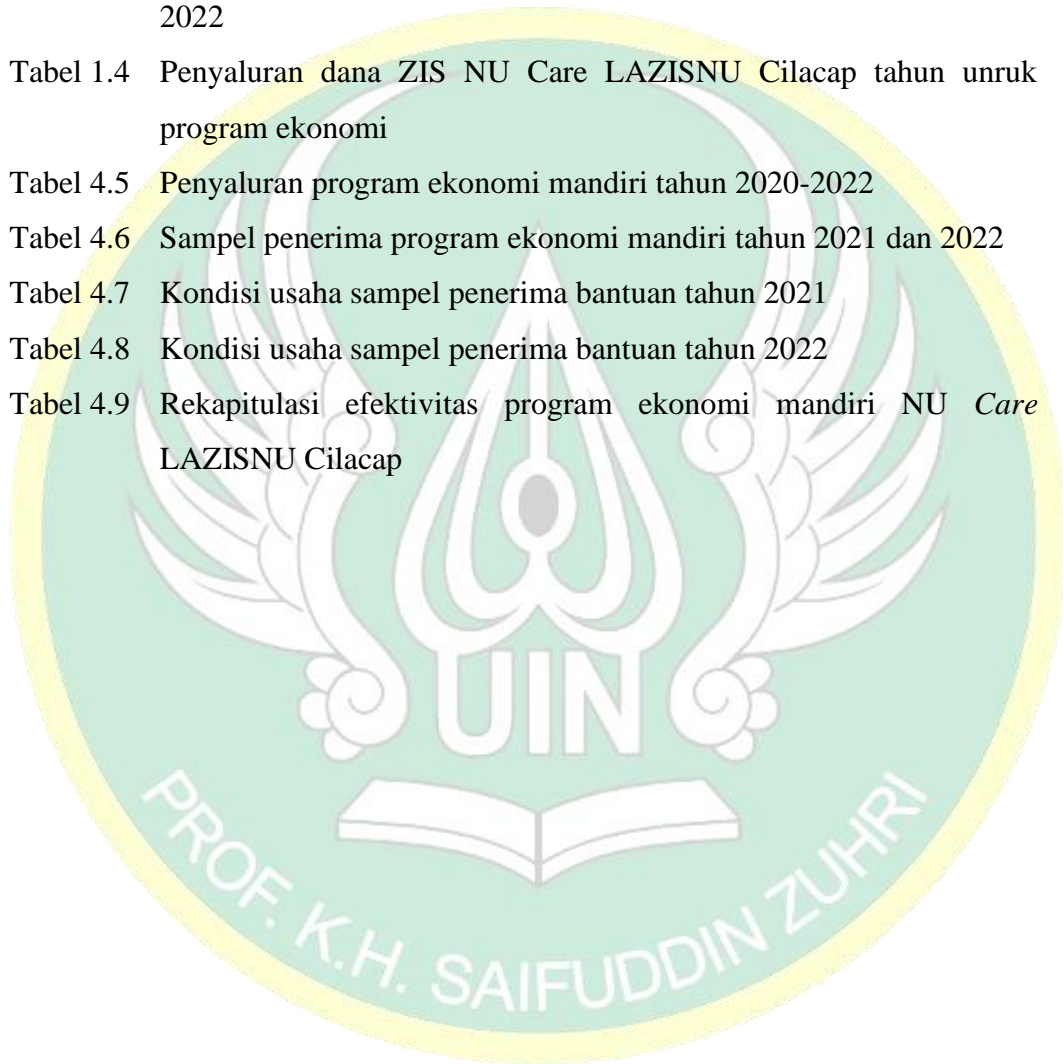 2022
Tabel 1.4 Penyaluran dana ZIS NU Care LAZISNU Cilacap tahun unruk
program ekonomi
Tabel 4.5 Penyaluran program ekonomi mandiri tahun 2020-2022
Tabel 4.6 Sampel penerima program ekonomi mandiri tahun 2021 dan 2022
Tabel 4.7 Kondisi usaha sampel penerima bantuan tahun 2021
Tabel 4.8 Kondisi usaha sampel penerima bantuan tahun 2022
Tabel 4.9 Rekapitulasi efektivitas program ekonomi mandiri NU Care
LAZISNU Cilacap
UIN
PROF. K.H. SAIFUDDIN ZUHRI